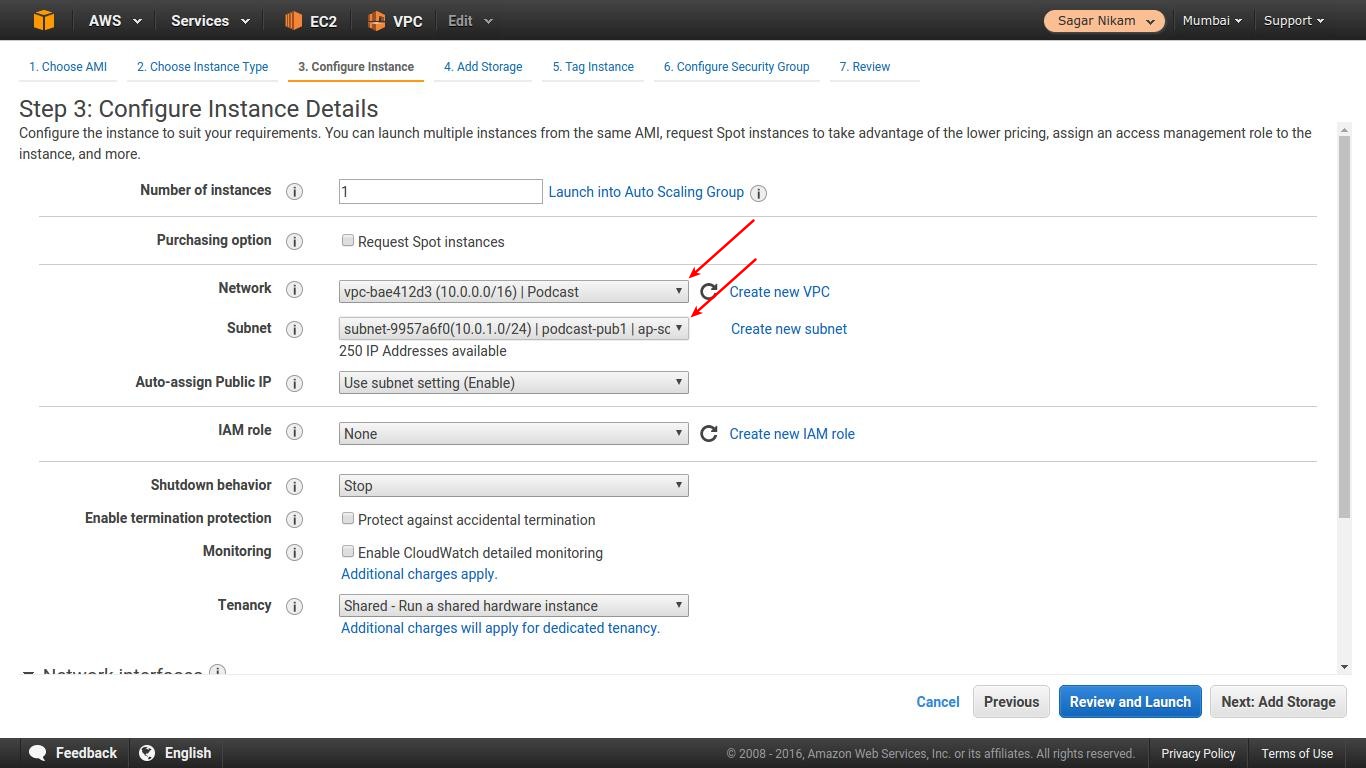 AWS Services EC2 VPC Edit Sagar Nikam Mumbai Support
1. Choose AMI 2. Choose Instance Type 3. Configure Instance 4. Add Storage 5. Tag Instance 6. Configure Security Group 7. Review
Step 3: Configure Instance Details
Configure the instance to suit your requirements. You can launch multiple instances from the same AMI, request Spot instances to take advantage of the lower pricing, assign an access management role to the
instance, and more.
Number of instances 1 Launch into Auto Scaling Group
Purchasing option Request Spot instances
Network vpc-bae412d3 (10.0.0.0/16) | Podcast Create new VPC
Subnet subnet-9957a6f0(10.0.1.0/24) | podcast-pub1 | ap-sc Create new subnet
250 IP Addresses available
Auto-assign Public IP Use subnet setting (Enable)
IAM role None Create new IAM role
Shutdown behavior Stop
Enable termination protection Protect against accidental termination
Monitoring Enable CloudWatch detailed monitoring
Additional charges apply.
Tenancy Shared - Run a shared hardware instance
Additional charges will apply for dedicated tenancy.
Network interfaces
Cancel Previous Review and Launch Next: Add Storage
Feedback English © 2008 - 2016, Amazon Web Services, Inc. or its affiliates. All rights reserved. Privacy Policy Terms of Use